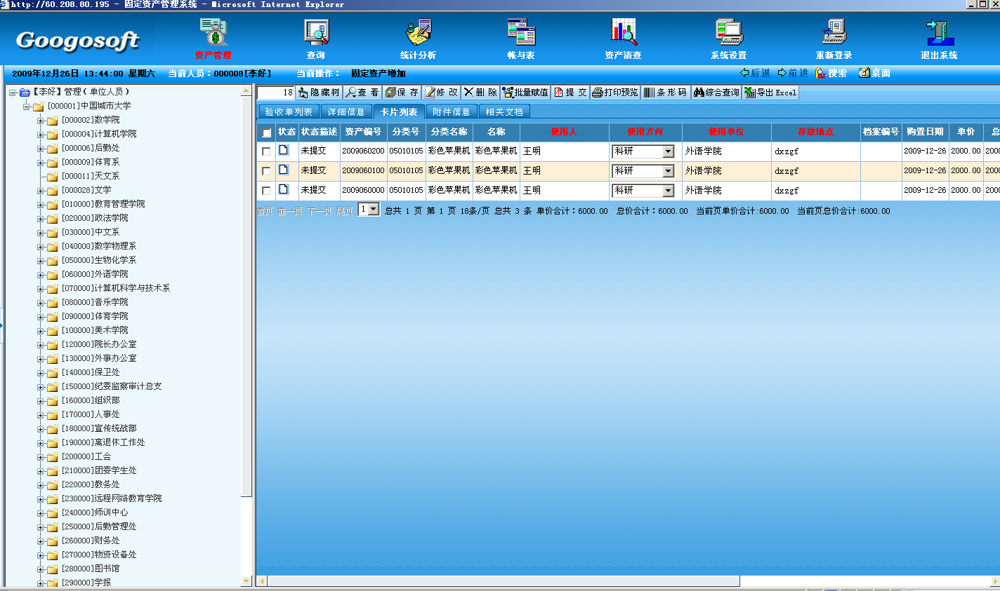 http://60.208.80.195 - 固定资产管理系统 - Microsoft Internet Explorer
Googosoft
资产管理 查询 统计分析 帐与表 资产清查 系统设置 重新登录 退出系统
2009年12月26日 13:44:00 星期六 当前人员：000008[李好] 当前操作： 固定资产增加 后退 前进 搜索 桌面
【李好】管理(单位人员)
[000001]中国城市大学
[000002]数学院
[000004]计算机学院
[000006]后勤处
[000009]体育系
[000011]天文系
[000028]文学
[010000]教育管理学院
[020000]政法学院
[030000]中文系
[040000]数学物理系
[050000]生物化学系
[060000]外语学院
[070000]计算机科学与技术系
[080000]音乐学院
[090000]体育学院
[100000]美术学院
[120000]院长办公室
[130000]外事办公室
[140000]保卫处
[150000]纪委监察审计总支
[160000]组织部
[170000]人事处
[180000]宣传统战部
[190000]离退休工作处
[200000]工会
[210000]团委学生处
[220000]教务处
[230000]远程网络教育学院
[240000]师训中心
[250000]后勤管理处
[260000]财务处
[270000]物资设备处
[280000]图书馆
[290000]学报
18 隐藏树 查 看 保 存 修 改 删 除 批量赋值 提 交 打印预览 条形码 综合查询 导出Excel
验收单列表 详细信息 卡片列表 附件信息 相关文档
状态 状态描述 资产编号 分类号 分类名称 名称 使用人 使用方向 使用单位 存放地点 档案编号 购置日期 单价 总
未提交 2009060200 05010105 彩色苹果机 彩色苹果机 王明 科研 外语学院 dxzgf 2009-12-26 2000.00 2000
未提交 2009060100 05010105 彩色苹果机 彩色苹果机 王明 科研 外语学院 dxzgf 2009-12-26 2000.00 2000
未提交 2009060000 05010105 彩色苹果机 彩色苹果机 王明 科研 外语学院 dxzgf 2009-12-26 2000.00 2000
首页 前一页 下一页 尾页 1 总共 1 页 第 1 页 18条/页 总共 3 条 单价合计：6000.00 总价合计：6000.00 当前页单价合计:6000.00 当前页总价合计:6000.00